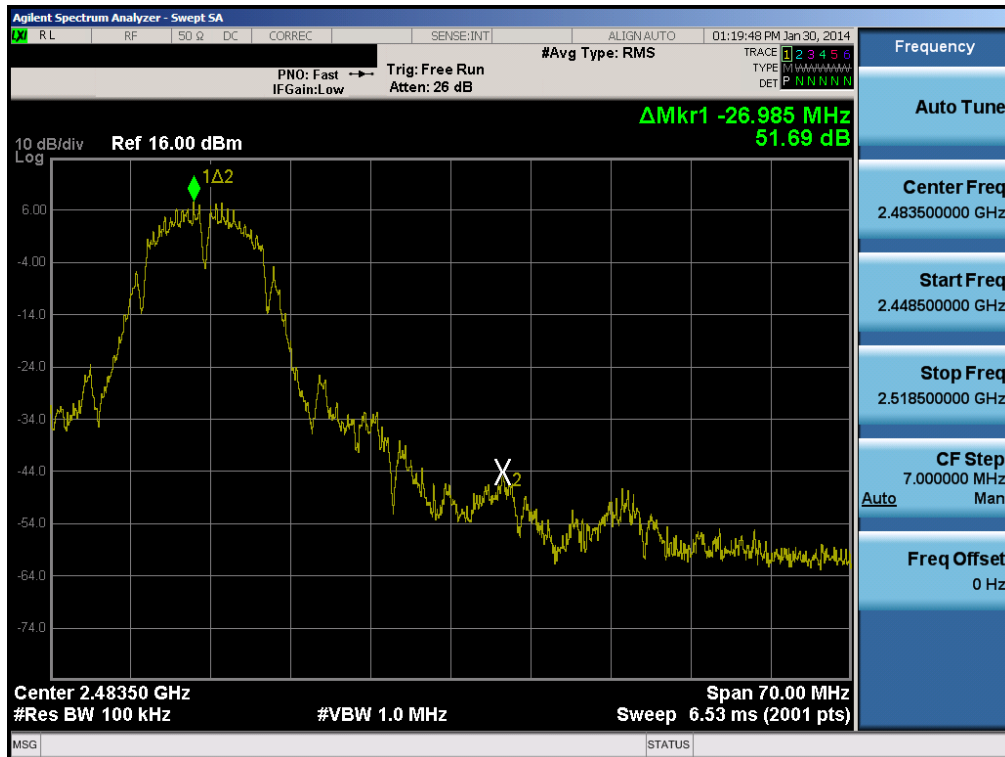 Agilent Spectrum Analyzer - Swept SA
LXI RL RF 50 Ω DC CORREC SENSE:INT ALIGN AUTO 01:19:48 PM Jan 30, 2014
#Avg Type: RMS
TRACE 1 2 3 4 5 6
PNO: Fast Trig: Free Run
TYPE M WWWWW
IFGain:Low Atten: 26 dB
DET P N N N N N
ΔMkr1 -26.985 MHz
51.69 dB
10 dB/div Ref 16.00 dBm
Log
1Δ2
6.00
-4.00
-14.0
-24.0
-34.0
-44.0
2
-54.0
-64.0
-74.0
Center 2.48350 GHz Span 70.00 MHz
#Res BW 100 kHz #VBW 1.0 MHz Sweep 6.53 ms (2001 pts)
MSG STATUS
Frequency
Auto Tune
Center Freq
2.483500000 GHz
Start Freq
2.448500000 GHz
Stop Freq
2.518500000 GHz
CF Step
7.000000 MHz
Auto Man
Freq Offset
0 Hz